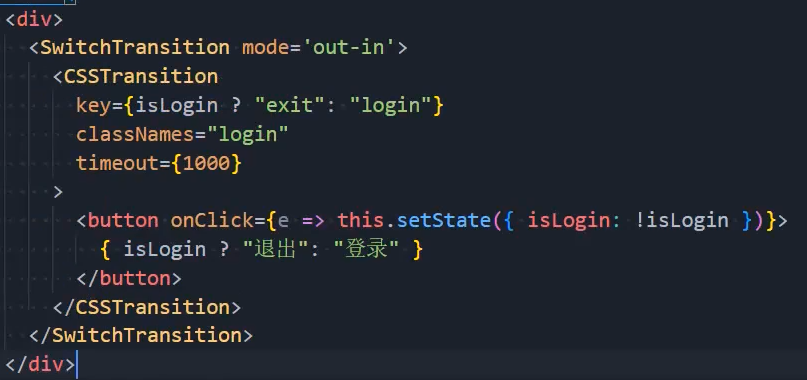 <div>
<SwitchTransition mode='out-in'>
<CSSTransition
key={isLogin ? "exit": "login"}
classNames="login"
timeout={1000}
>
<button onClick={e => this.setState({ isLogin: !isLogin })}>
{ isLogin ? "退出": "登录" }
</button>
</CSSTransition>
</SwitchTransition>
</div>